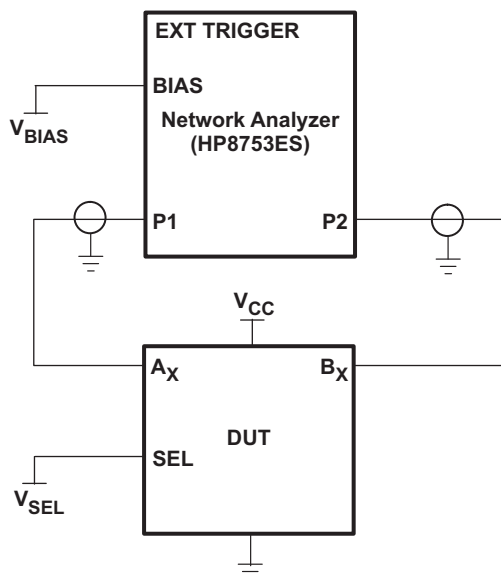 EXT TRIGGER
BIAS
V_BIAS
Network Analyzer
(HP8753ES)
P1
P2
V_CC
A_X
B_X
DUT
SEL
V_SEL